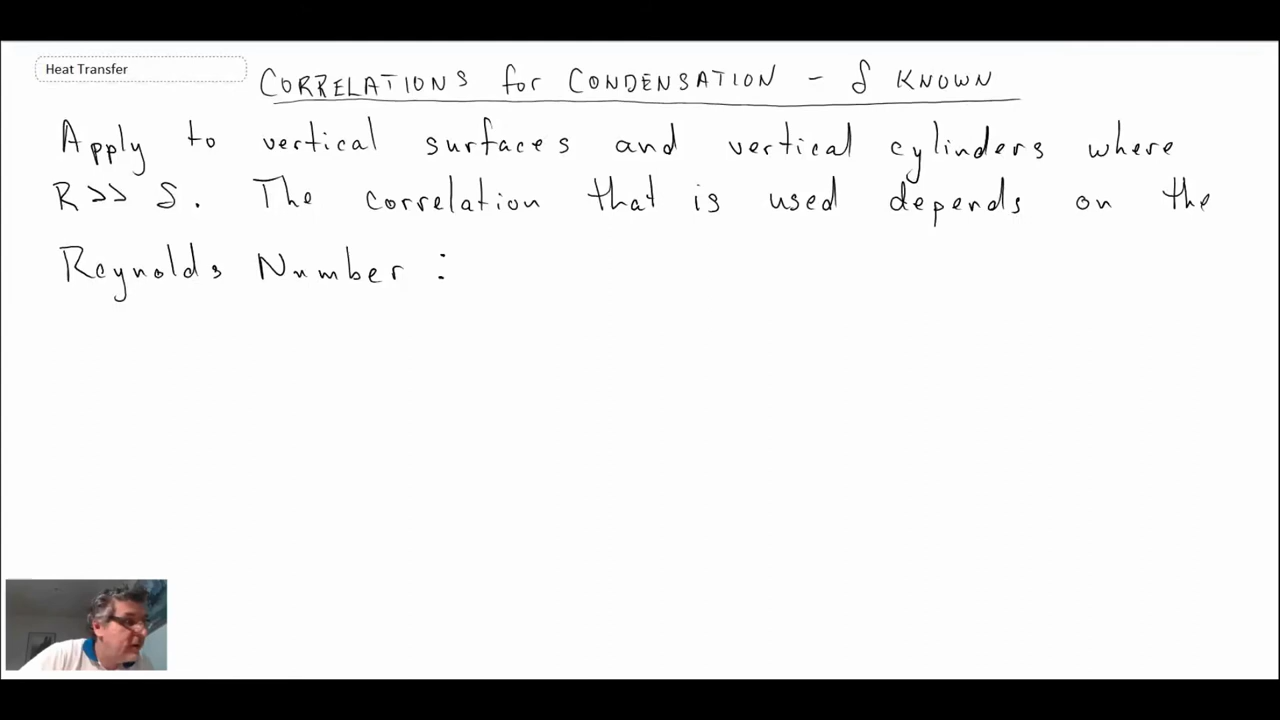 Heat Transfer
CORRELATIONS for CONDENSATION - δ KNOWN
Apply to vertical surfaces and vertical cylinders where
R >> δ. The correlation that is used depends on the
Reynolds Number :